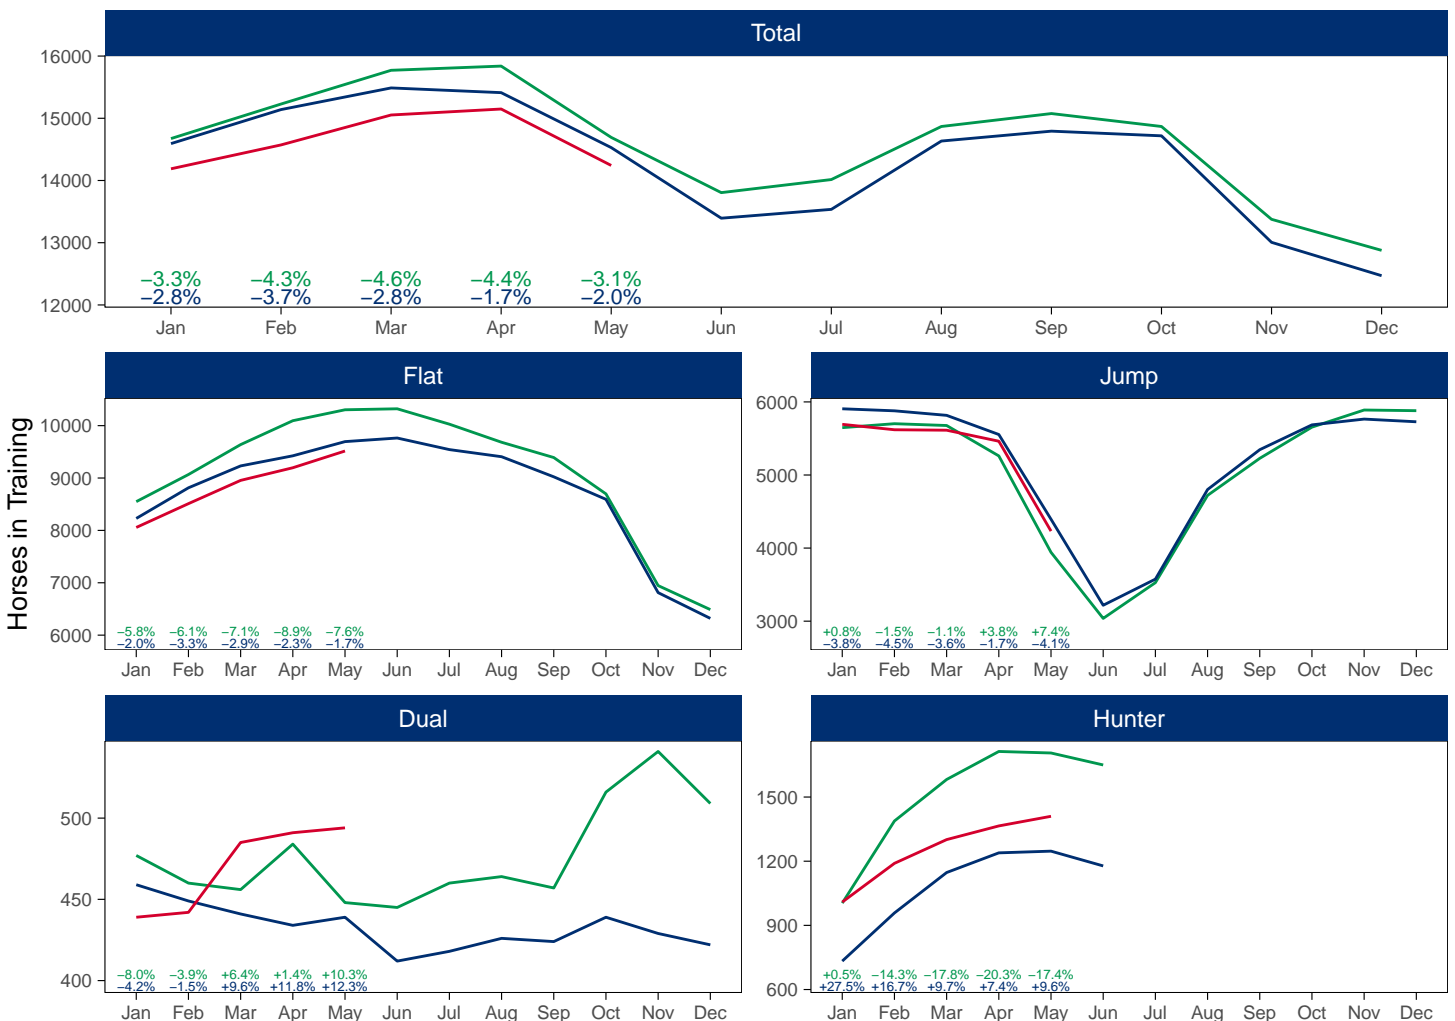 Total
16000
15000
14000
13000
12000
−3.3% −4.3% −4.6% −4.4% −3.1%
−2.8% −3.7% −2.8% −1.7% −2.0%
Jan Feb Mar Apr May Jun Jul Aug Sep Oct Nov Dec
Horses in Training
Flat
10000
9000
8000
7000
6000
−5.8% −6.1% −7.1% −8.9% −7.6%
−2.0% −3.3% −2.9% −2.3% −1.7%
Jan Feb Mar Apr May Jun Jul Aug Sep Oct Nov Dec
Jump
6000
5000
4000
3000
+0.8% −1.5% −1.1% +3.8% +7.4%
−3.8% −4.5% −3.6% −1.7% −4.1%
Jan Feb Mar Apr May Jun Jul Aug Sep Oct Nov Dec
Dual
500
450
400
−8.0% −3.9% +6.4% +1.4% +10.3%
−4.2% −1.5% +9.6% +11.8% +12.3%
Jan Feb Mar Apr May Jun Jul Aug Sep Oct Nov Dec
Hunter
1500
1200
900
600
+0.5% −14.3% −17.8% −20.3% −17.4%
+27.5% +16.7% +9.7% +7.4% +9.6%
Jan Feb Mar Apr May Jun Jul Aug Sep Oct Nov Dec